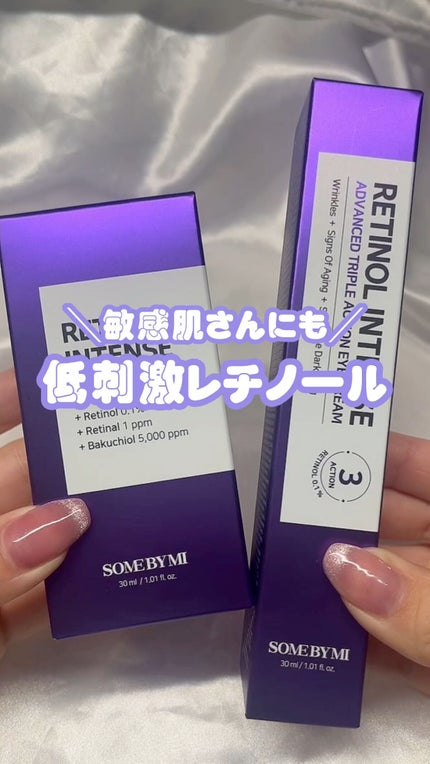 ＼敏感肌さんにも／
低刺激レチノール
INTENSE
+ Retinol 0.1%
+ Retinal 1 ppm
+ Bakuchiol 5,000 ppm
SOME BY MI
30 ml / 1.01 fl. oz.
RETINOL
ADVANCED TRIPLE ACTION EYE CREAM
Wrinkles + Signs Of Aging +
Dark
3
ACTION
RETINOL 0.1%
SOME BY MI
30 ml / 1.01 fl. oz.